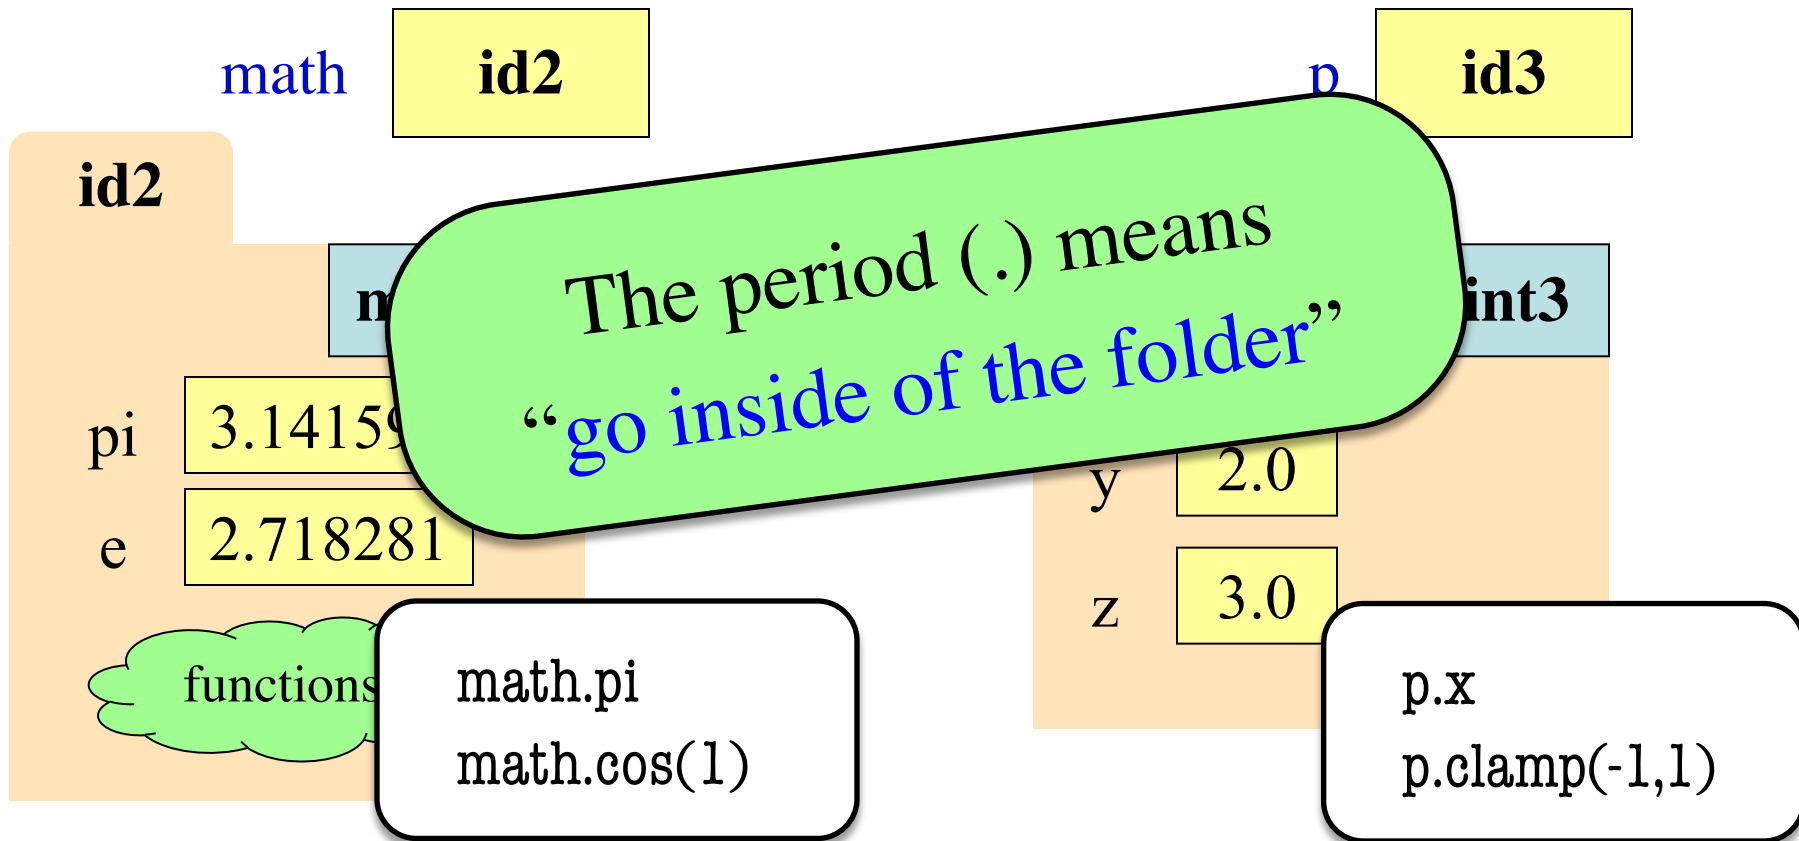 math
id2
p
id3
id2
The period (.) means
“go inside of the folder”
int3
pi
3.14159
e
2.718281
y
2.0
z
3.0
functions
math.pi
math.cos(1)
p.x
p.clamp(-1,1)